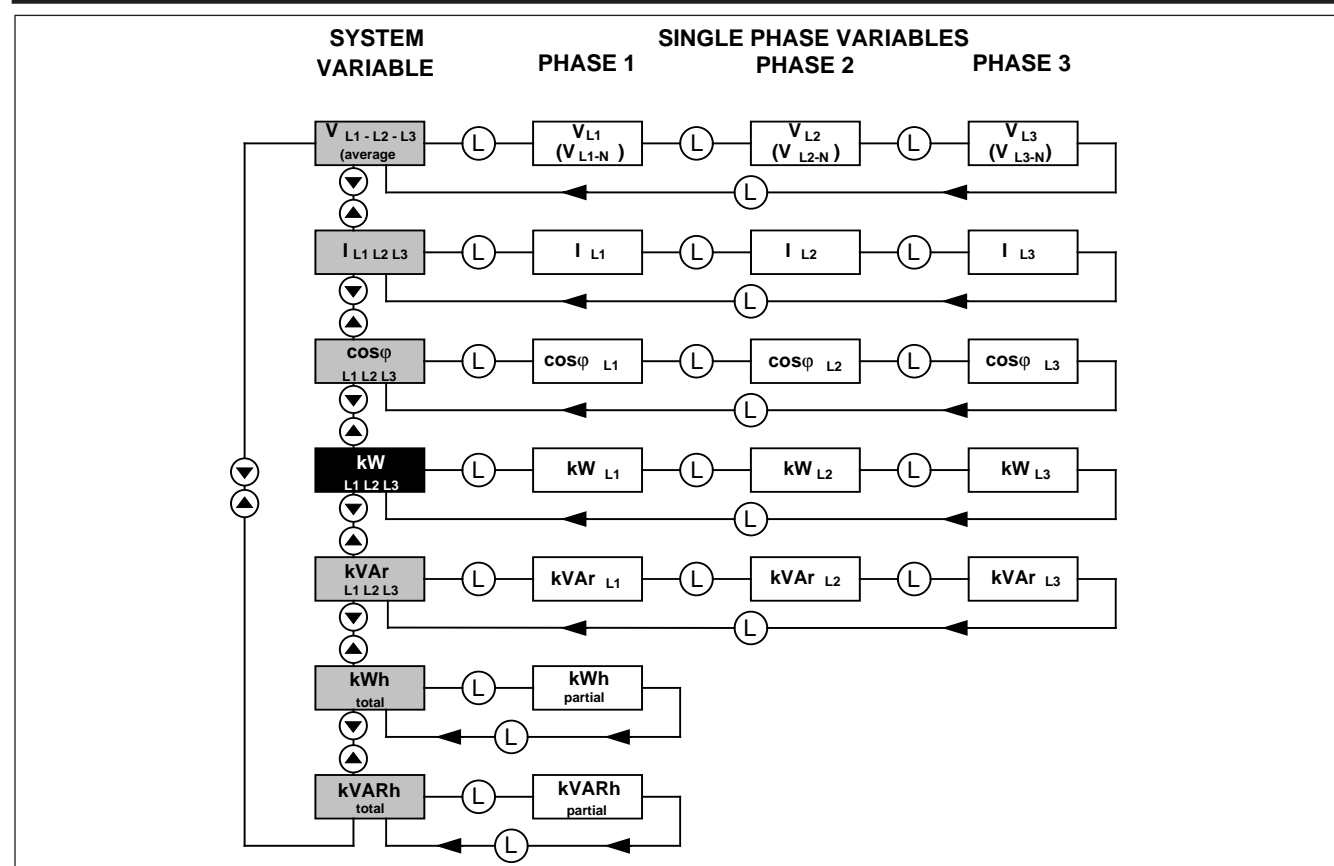 SYSTEM
VARIABLE
SINGLE PHASE VARIABLES
PHASE 1
PHASE 2
PHASE 3
V L1 - L2 - L3
(average
L
V L1
(V L1-N )
L
V L2
(V L2-N )
L
V L3
(V L3-N)
L
I L1 L2 L3
L
I L1
L
I L2
L
I L3
L
cosφ
L1 L2 L3
L
cosφ L1
L
cosφ L2
L
cosφ L3
L
kW
L1 L2 L3
L
kW L1
L
kW L2
L
kW L3
L
kVAr
L1 L2 L3
L
kVAr L1
L
kVAr L2
L
kVAr L3
L
kWh
total
L
kWh
partial
L
kVARh
total
L
kVARh
partial
L